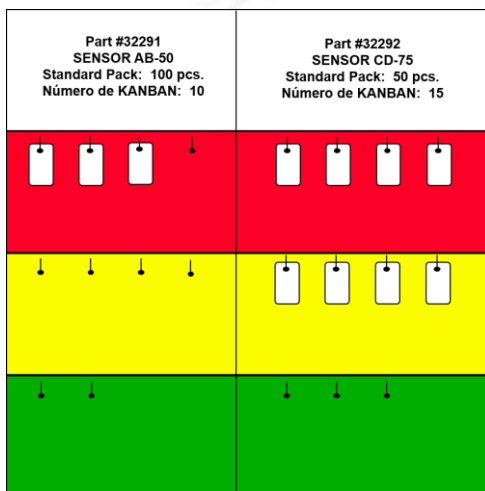 Part #32291
SENSOR AB-50
Standard Pack: 100 pcs.
Número de KANBAN: 10
Part #32292
SENSOR CD-75
Standard Pack: 50 pcs.
Número de KANBAN: 15